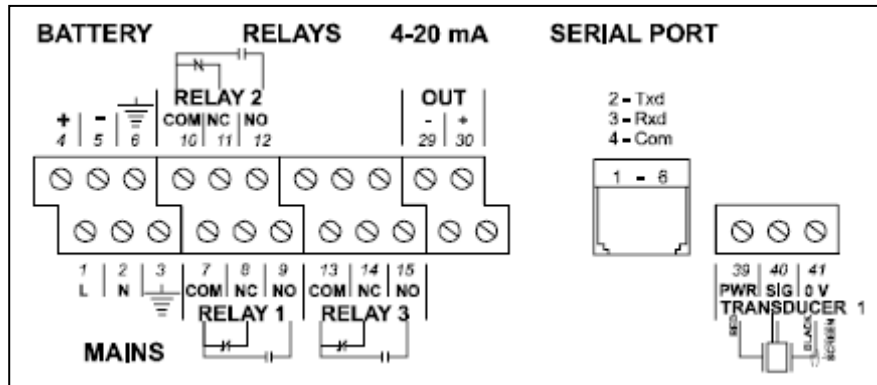 BATTERY RELAYS 4-20 mA SERIAL PORT
N
RELAY 2 OUT
+ - COM NC NO - +
4 5 6 10 11 12 29 30
2 - Txd
3 - Rxd
4 - Com
1 - 6
1 2 3 7 8 9 13 14 15 39 40 41
L N COM NC NO COM NC NO PWR SIG 0 V
RELAY 1 RELAY 3 TRANSDUCER 1
RED BLACK SCREEN
MAINS